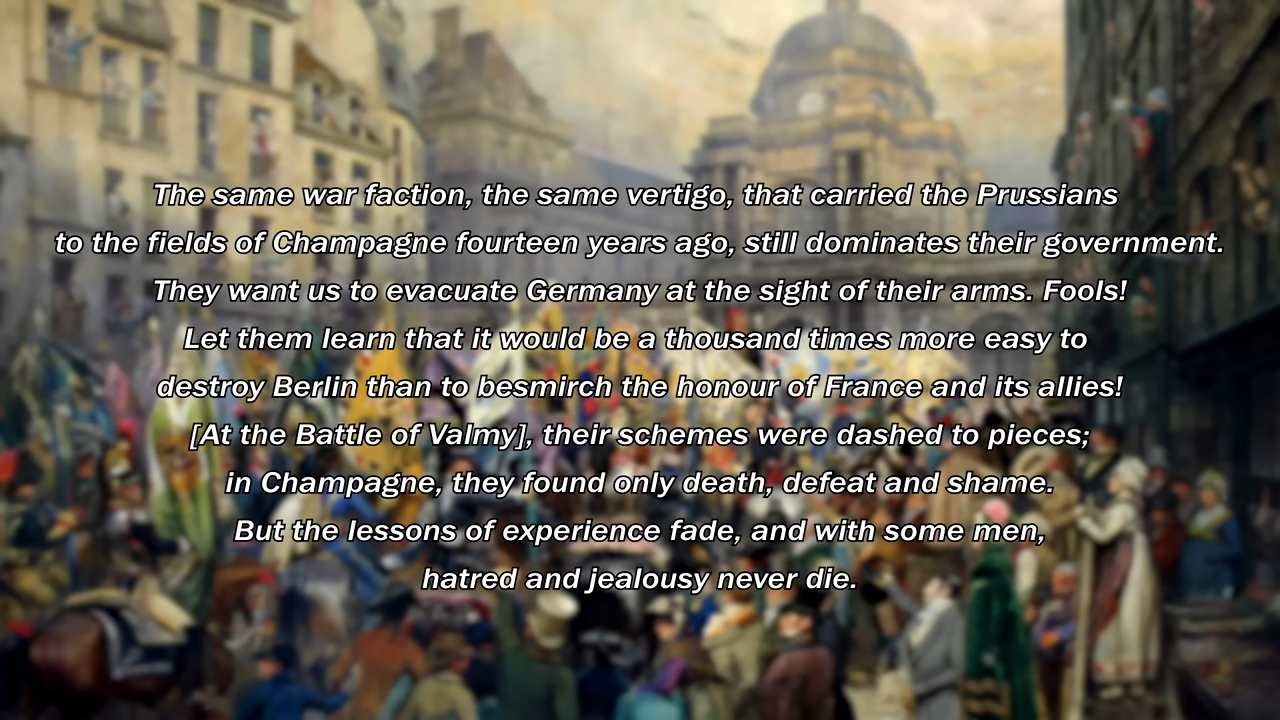 The same war faction, the same vertigo, that carried the Prussians
to the fields of Champagne fourteen years ago, still dominates their government.
They want us to evacuate Germany at the sight of their arms. Fools!
Let them learn that it would be a thousand times more easy to
destroy Berlin than to besmirch the honour of France and its allies!
[At the Battle of Valmy], their schemes were dashed to pieces;
in Champagne, they found only death, defeat and shame.
But the lessons of experience fade, and with some men,
hatred and jealousy never die.